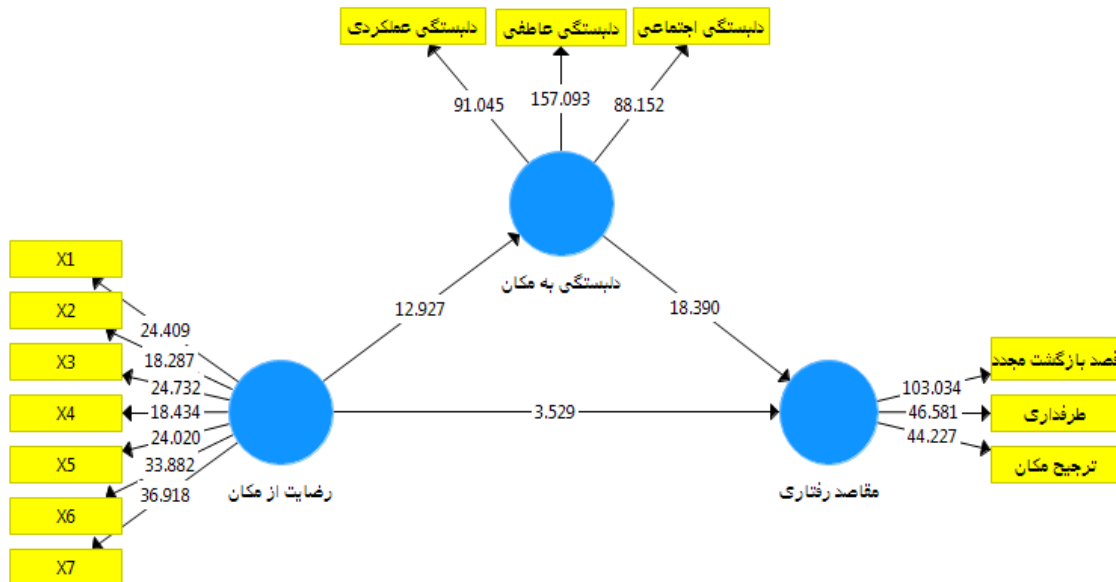 دلبستگی عملکردی
دلبستگی عاطفی
دلبستگی اجتماعی
91.045
157.093
88.152
دلبستگی به مکان
X1
X2
X3
X4
X5
X6
X7
24.409
18.287
24.732
18.434
24.020
33.882
36.918
رضایت از مکان
12.927
18.390
3.529
مقاصد رفتاری
103.034
46.581
44.227
قصد بازگشت مجدد
طرفداری
ترجیح مکان